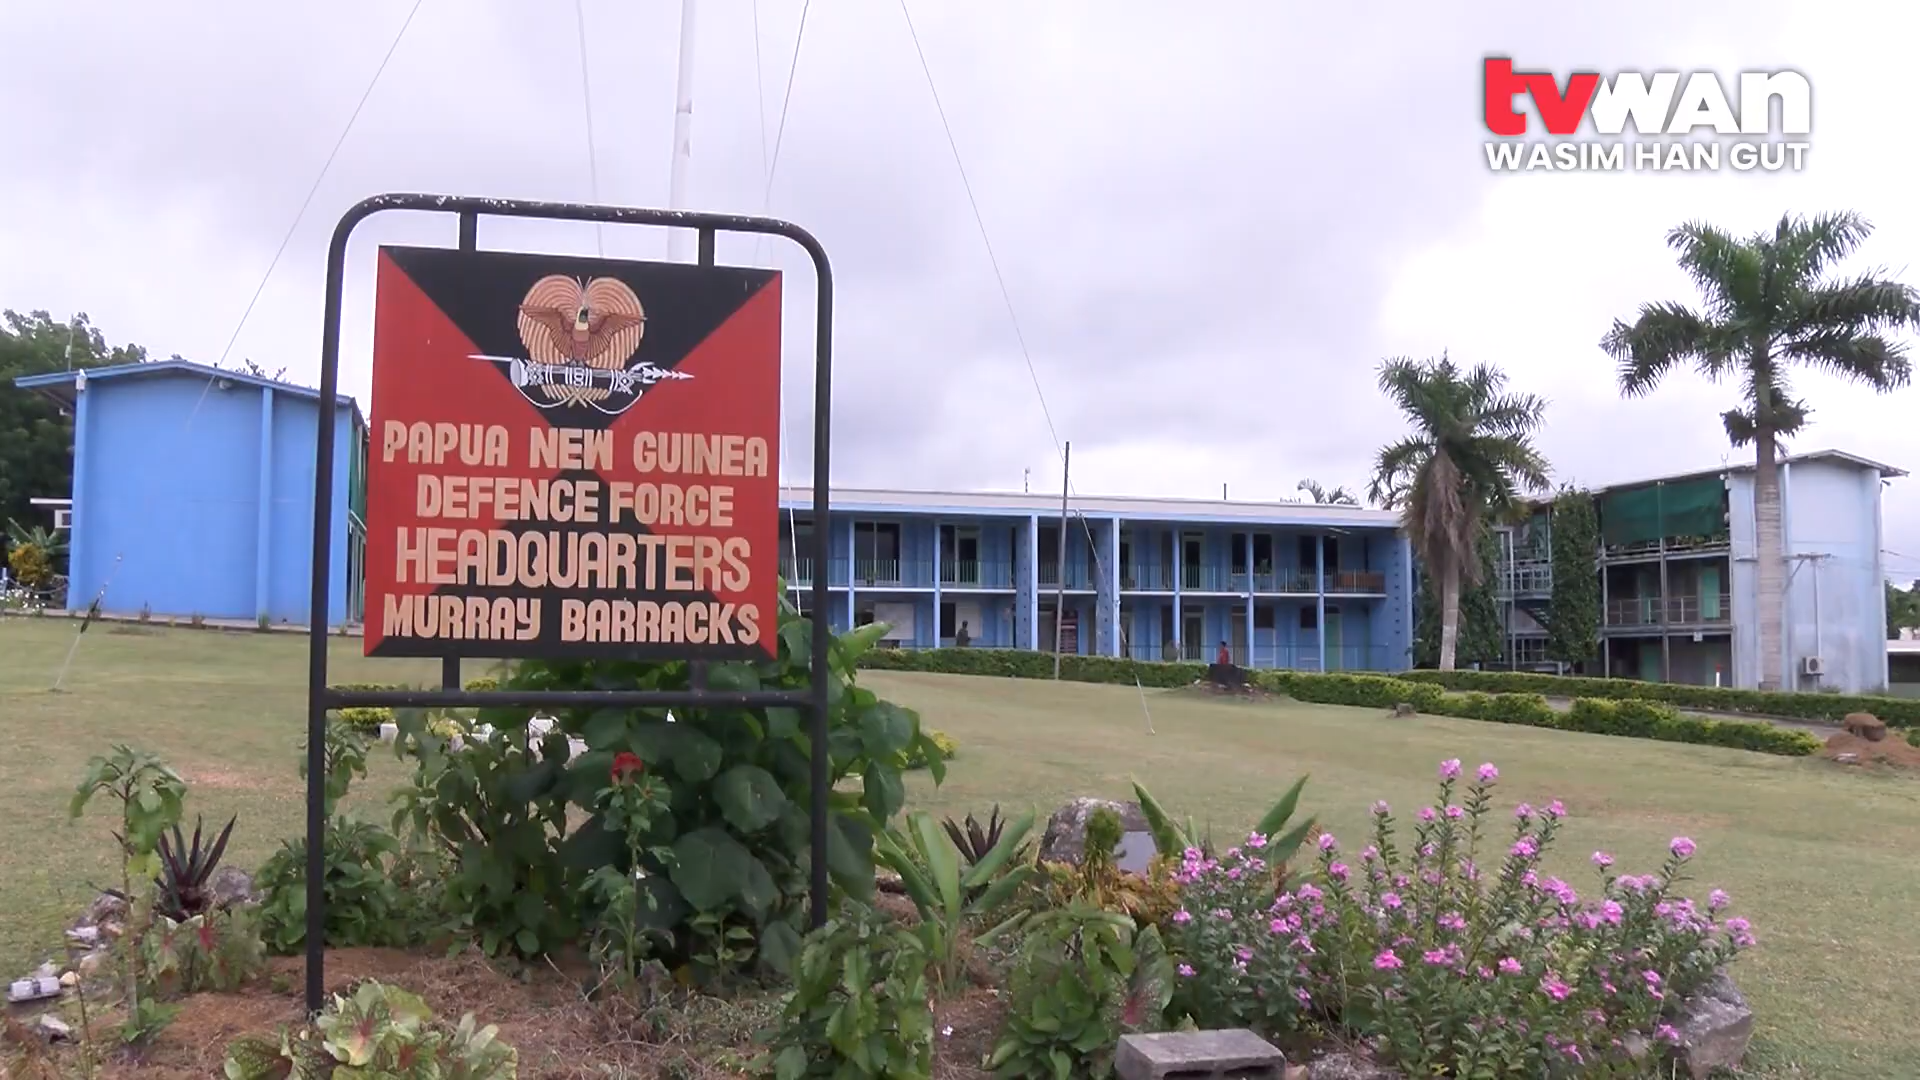 tvwan
WASIM HAN GUT
PAPUA NEW GUINEA
DEFENCE FORCE
HEADQUARTERS
MURRAY BARRACKS